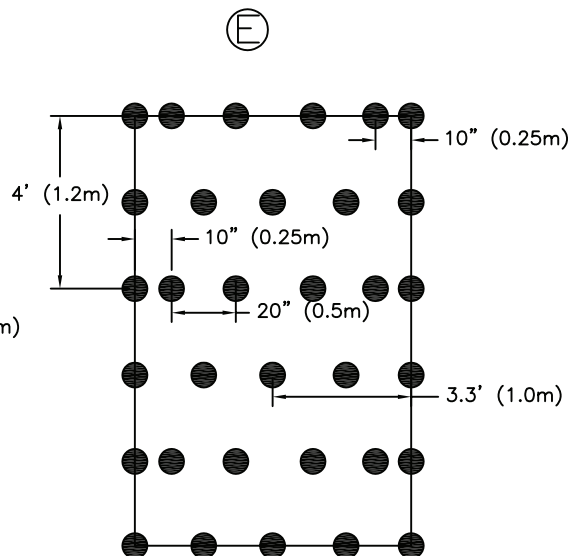 E
10" (0.25m)
4' (1.2m)
10" (0.25m)
20" (0.5m)
m)
3.3' (1.0m)